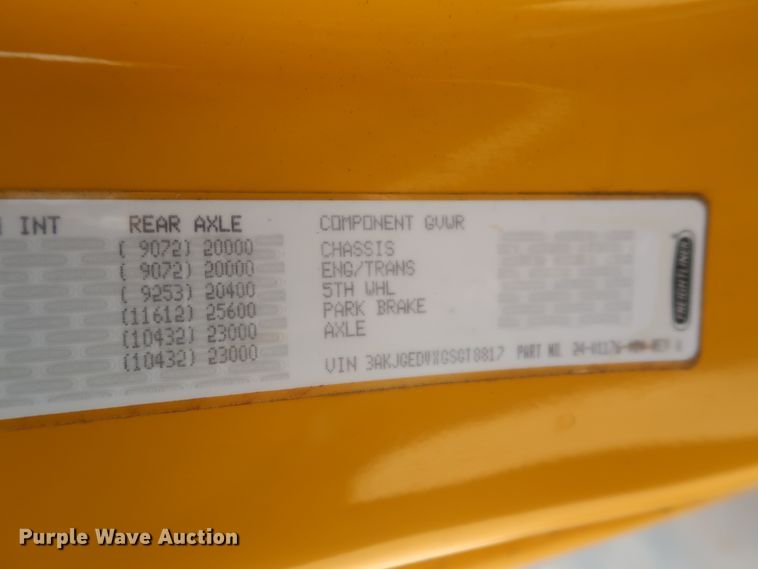 INT REAR AXLE COMPONENT GVWR
( 9072) 20000 CHASSIS
( 9072) 20000 ENG/TRANS
( 9253) 20400 5TH WHL
(11612) 25600 PARK BRAKE
(10432) 23000 AXLE
(10432) 23000
VIN 3AKJGEDVXGSGT8817 PART NO.
FREIGHTLINER
Purple Wave Auction